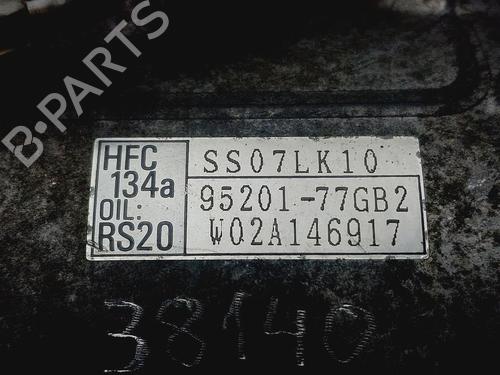 B-PARTS
HFC
134a
OIL.
RS20
SS07LK10
95201-77GB2
W02A146917
38140